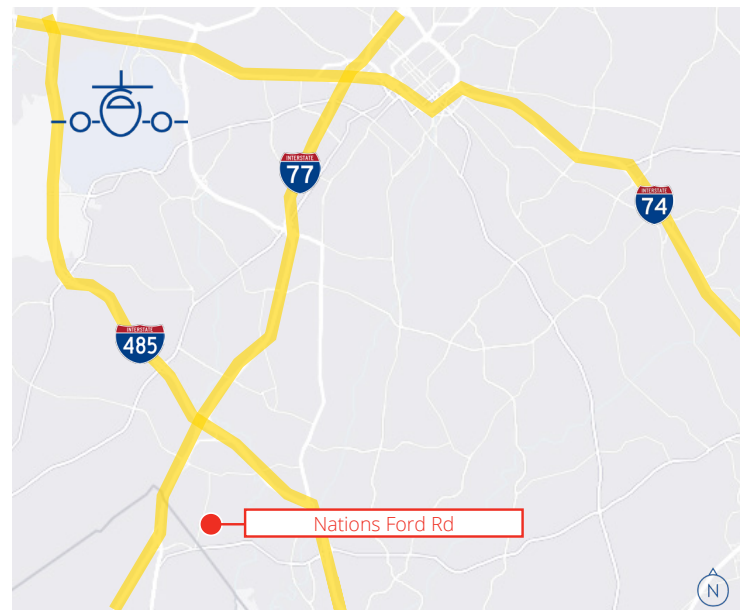 INTERSTATE
77
INTERSTATE
74
INTERSTATE
485
Nations Ford Rd
N